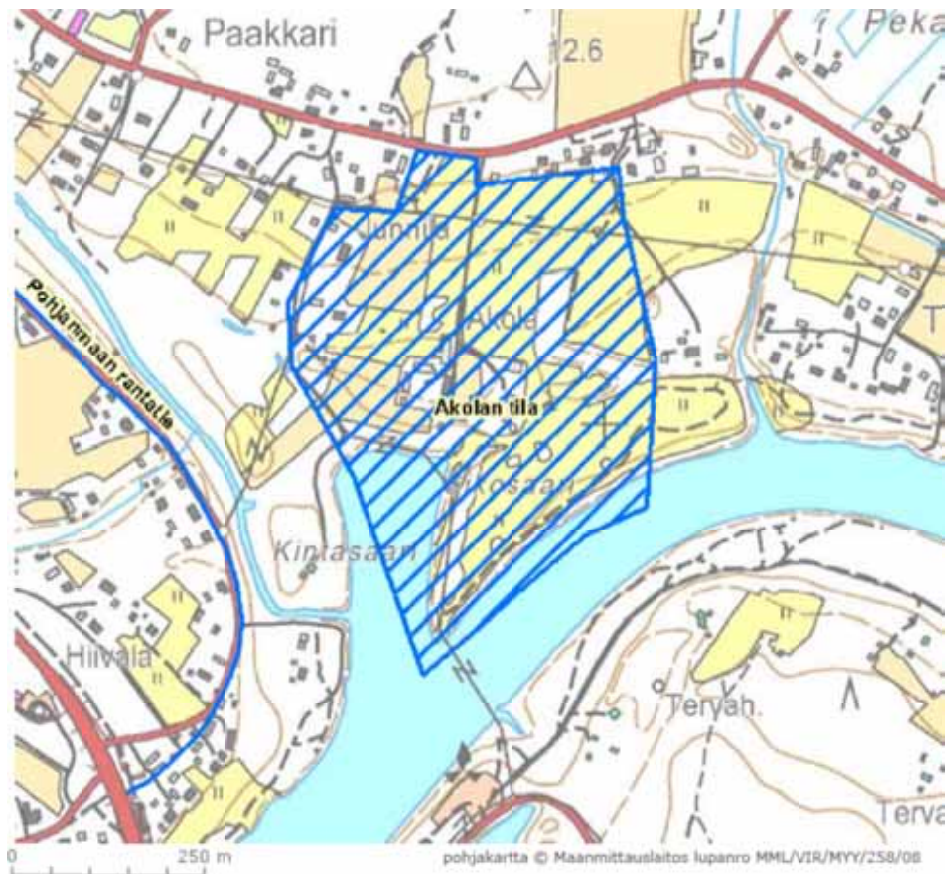 Paakkari
Peka
12.6
Junnila
Akola
Pohjanmaan rantatie
Akolan tila
Kintasaari
Hiivala
Tervah.
Terva
0
250 m
pohjakartta © Maanmittauslaitos lupanro MML/VIR/MYY/258/08